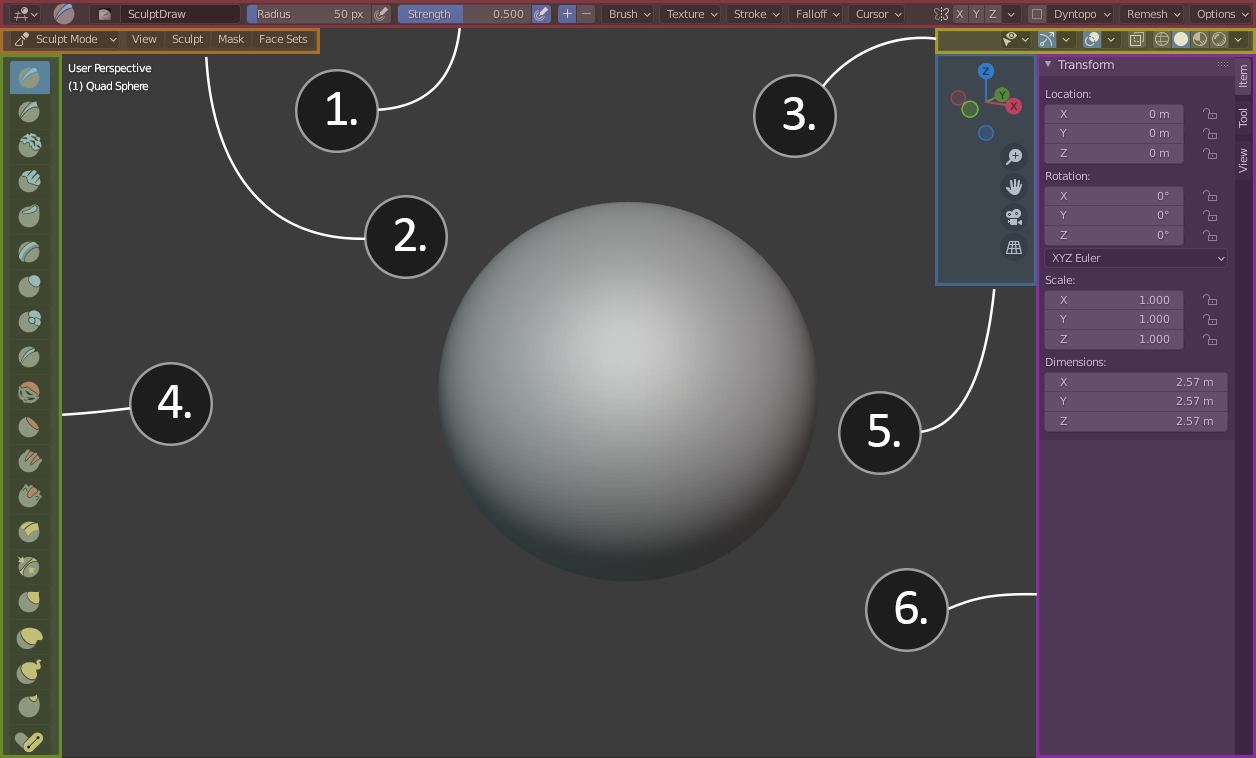 SculptDraw Radius 50 px Strength 0.500 + − Brush Texture Stroke Falloff Cursor X Y Z Dyntopo Remesh Options
Sculpt Mode View Sculpt Mask Face Sets
User Perspective
(1) Quad Sphere
1.
2.
3.
4.
5.
6.
Z
Y
X
Transform
Location:
X 0 m
Y 0 m
Z 0 m
Rotation:
X 0°
Y 0°
Z 0°
XYZ Euler
Scale:
X 1.000
Y 1.000
Z 1.000
Dimensions:
X 2.57 m
Y 2.57 m
Z 2.57 m
Item
Tool
View